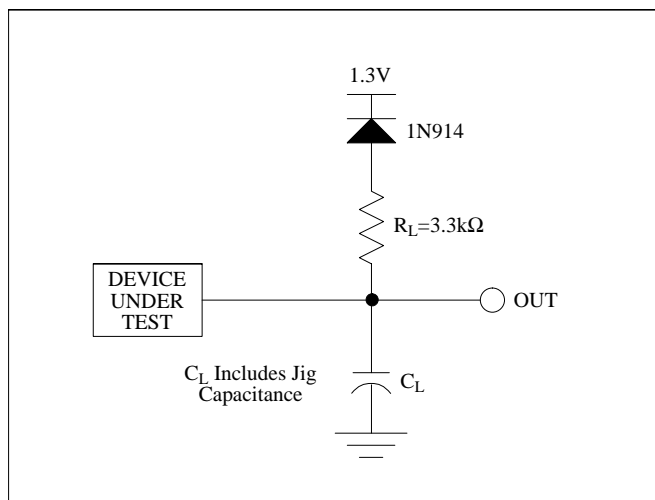 1.3V
1N914
R_L=3.3kΩ
DEVICE
UNDER
TEST
OUT
C_L Includes Jig
Capacitance
C_L